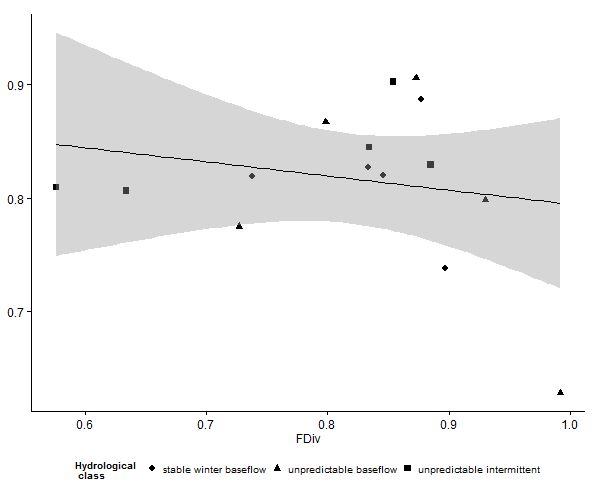 0.9
0.8
0.7
0.6 0.7 0.8 0.9 1.0
FDiv
Hydrological
class
stable winter baseflow unpredictable baseflow unpredictable intermittent